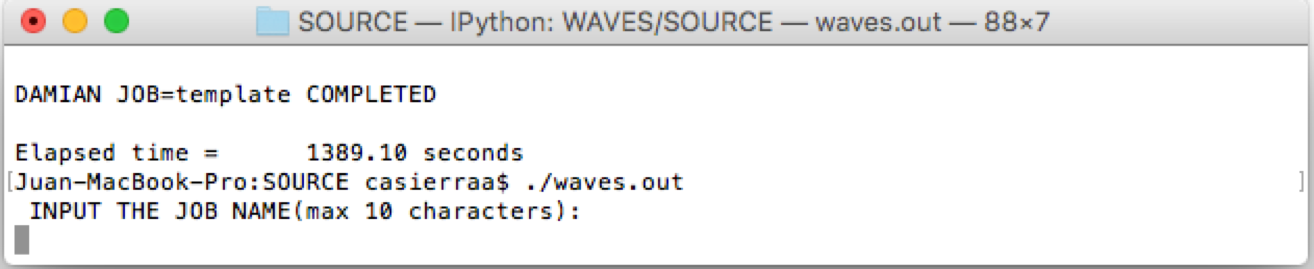 SOURCE — IPython: WAVES/SOURCE — waves.out — 88×7
DAMIAN JOB=template COMPLETED
Elapsed time =      1389.10 seconds
[Juan-MacBook-Pro:SOURCE casierraa$ ./waves.out ]
INPUT THE JOB NAME(max 10 characters):